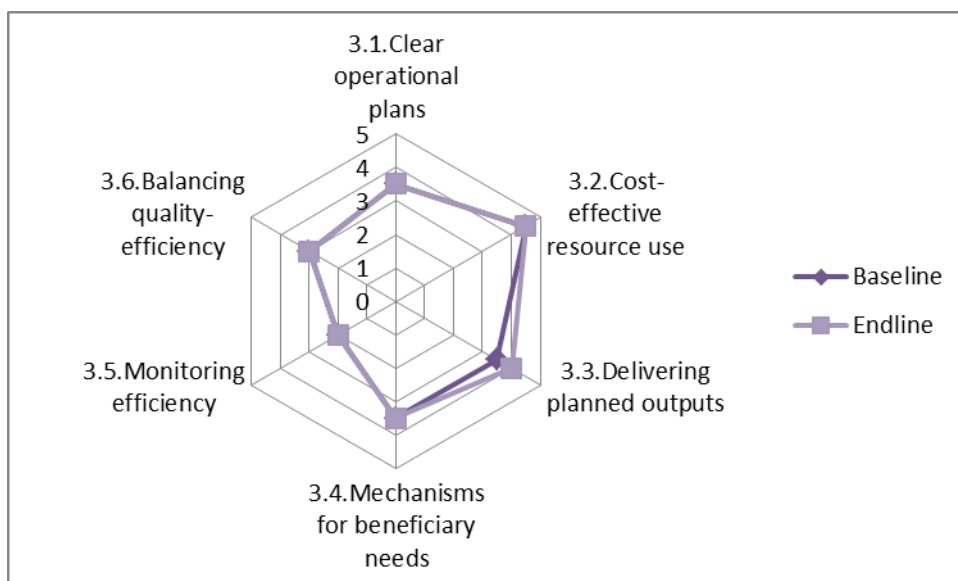 3.1.Clear
operational
plans
5
4
3
2
1
0
3.2.Cost-
effective
resource use
3.3.Delivering
planned outputs
3.4.Mechanisms
for beneficiary
needs
3.5.Monitoring
efficiency
3.6.Balancing
quality-
efficiency
Baseline
Endline